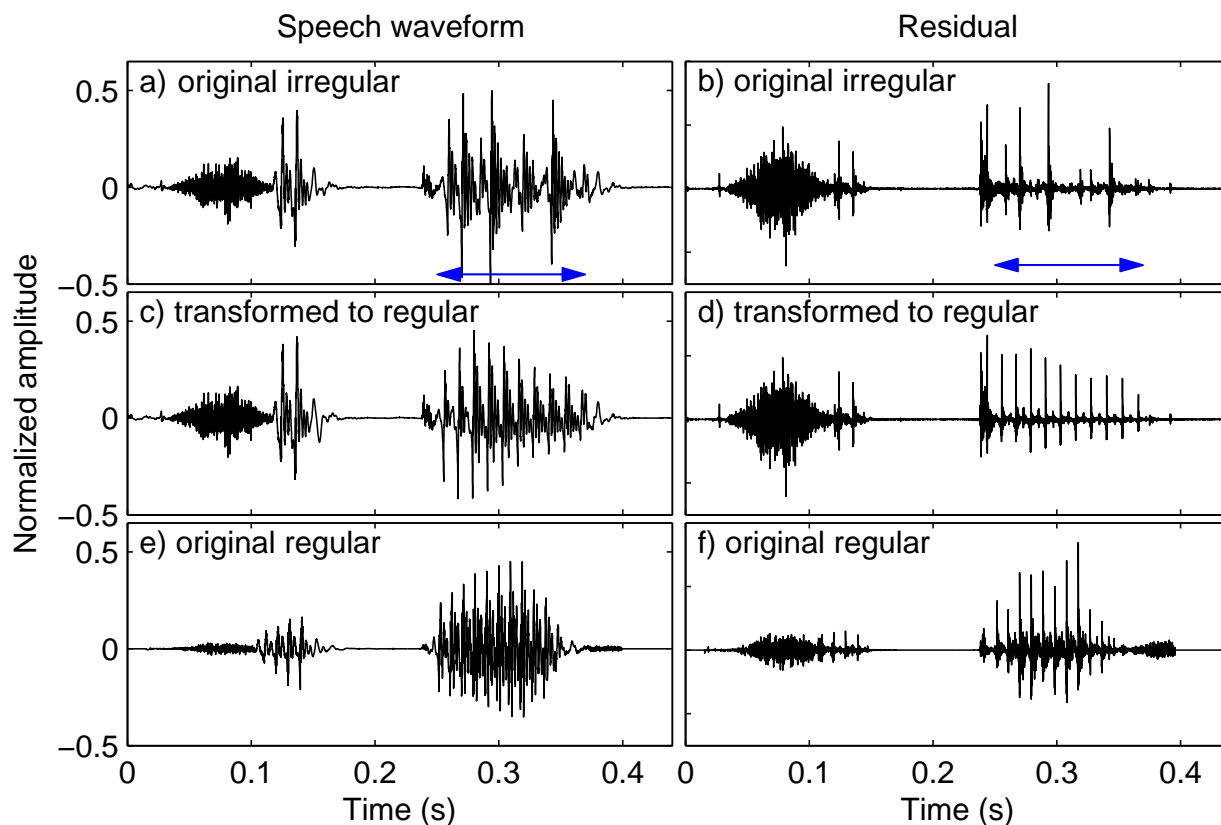 Speech waveform
Residual
a) original irregular
b) original irregular
0.5
0
−0.5
c) transformed to regular
d) transformed to regular
0.5
0
−0.5
e) original regular
f) original regular
0.5
0
−0.5
Normalized amplitude
0 0.1 0.2 0.3 0.4
0 0.1 0.2 0.3 0.4
Time (s)
Time (s)